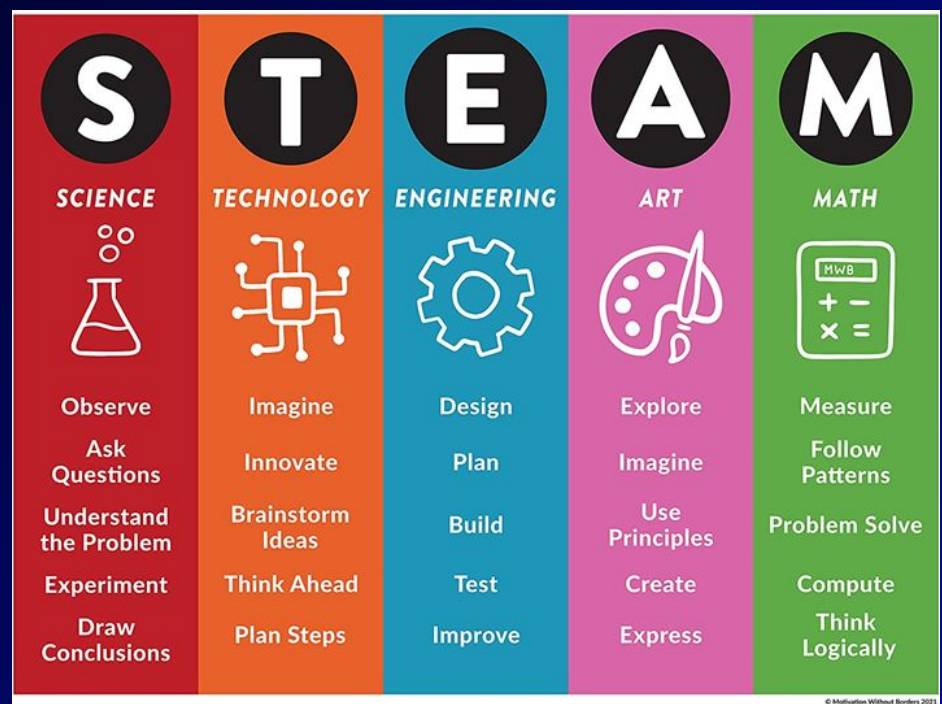 S
SCIENCE
Observe
Ask
Questions
Understand
the Problem
Experiment
Draw
Conclusions
T
TECHNOLOGY
Imagine
Innovate
Brainstorm
Ideas
Think Ahead
Plan Steps
E
ENGINEERING
Design
Plan
Build
Test
Improve
A
ART
Explore
Imagine
Use
Principles
Create
Express
M
MATH
MWB
+ -
× =
Measure
Follow
Patterns
Problem Solve
Compute
Think
Logically
© Motivation Without Borders 2021